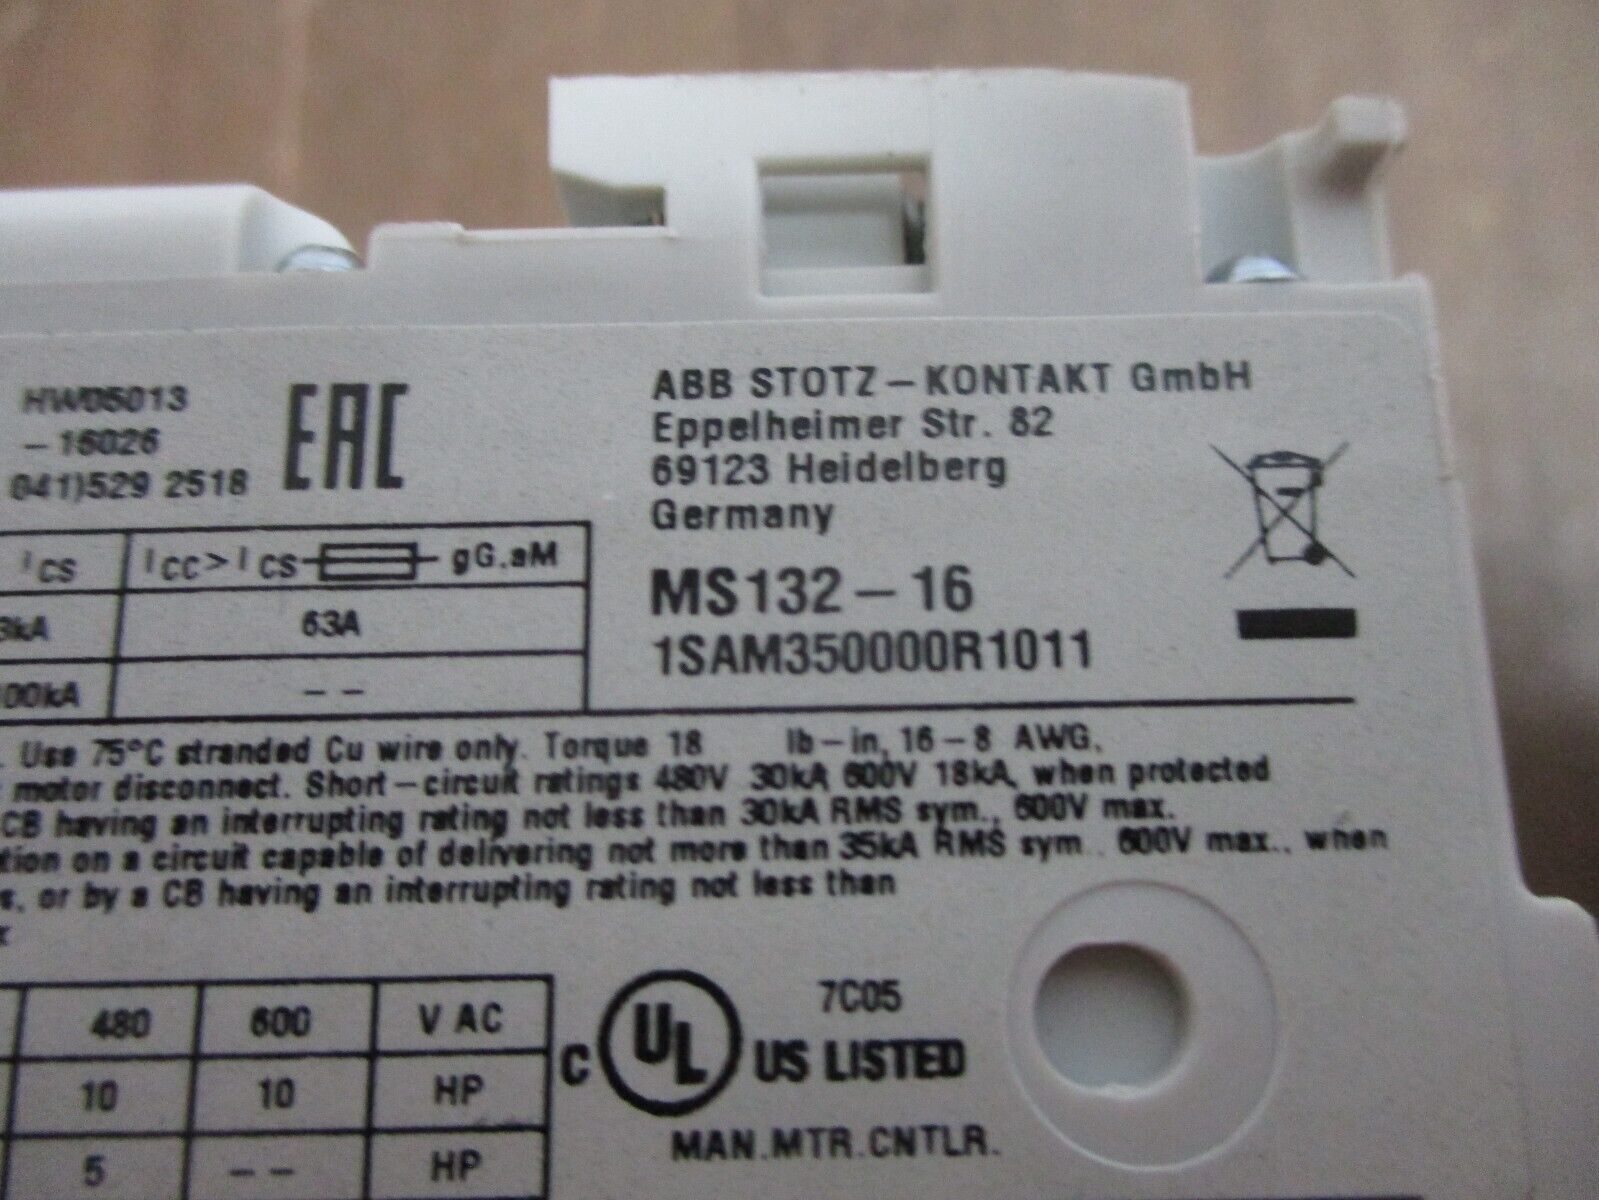 HW05013
-16026
041)529 2518
EAC
ABB STOTZ-KONTAKT GmbH
Eppelheimer Str. 82
69123 Heidelberg
Germany
MS132-16
1SAM350000R1011
ICS ICC>ICS gG,aM
3kA 63A
00kA --
. Use 75°C stranded Cu wire only. Torque 18 lb-in, 16-8 AWG.
motor disconnect. Short-circuit ratings 480V 30kA 600V 18kA, when protected
CB having an interrupting rating not less than 30kA RMS sym., 600V max.
tion on a circuit capable of delivering not more than 35kA RMS sym., 600V max., when
s, or by a CB having an interrupting rating not less than
480 600 V AC
10 10 HP
5 -- HP
C UL US LISTED
7C05
MAN.MTR.CNTLR.